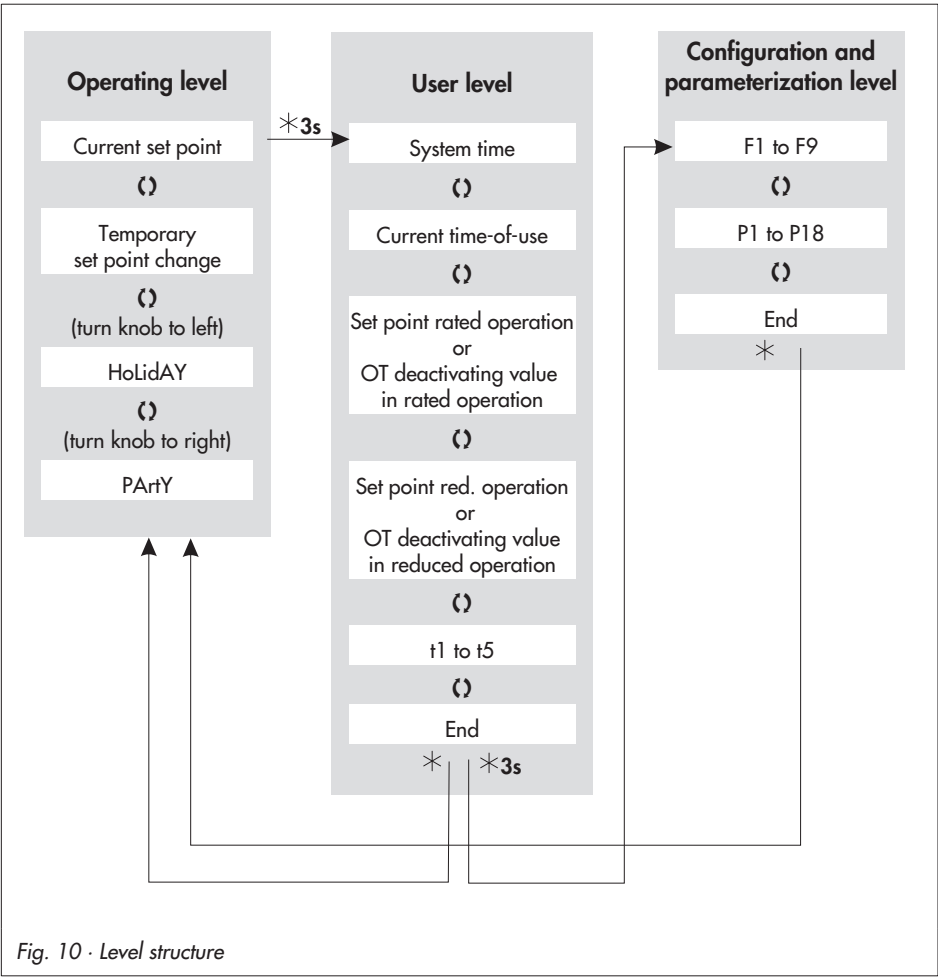 Operating level
Current set point
Temporary
set point change
(turn knob to left)
HoLidAY
(turn knob to right)
PArtY
✳3s
User level
System time
Current time-of-use
Set point rated operation
or
OT deactivating value
in rated operation
Set point red. operation
or
OT deactivating value
in reduced operation
t1 to t5
End
✳ ✳3s
Configuration and
parameterization level
F1 to F9
P1 to P18
End
✳
Fig. 10 · Level structure